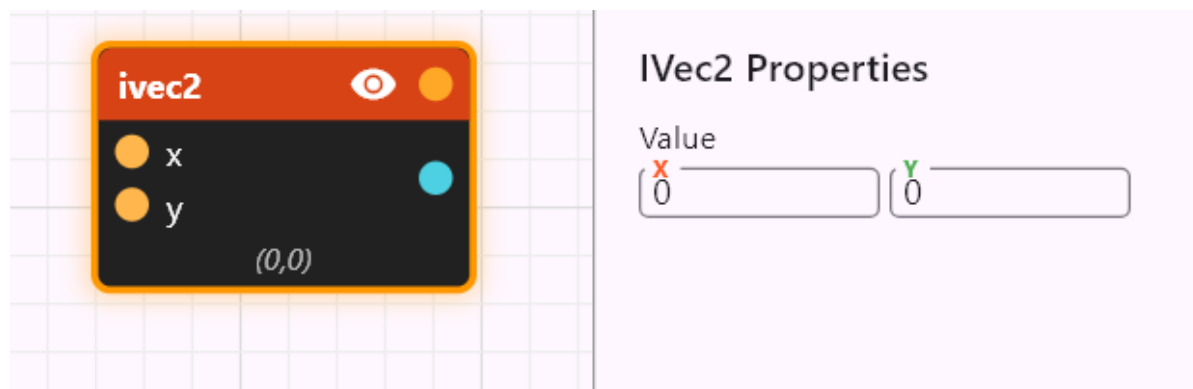 ivec2
x
y
(0,0)
IVec2 Properties
Value
X Y
0 0